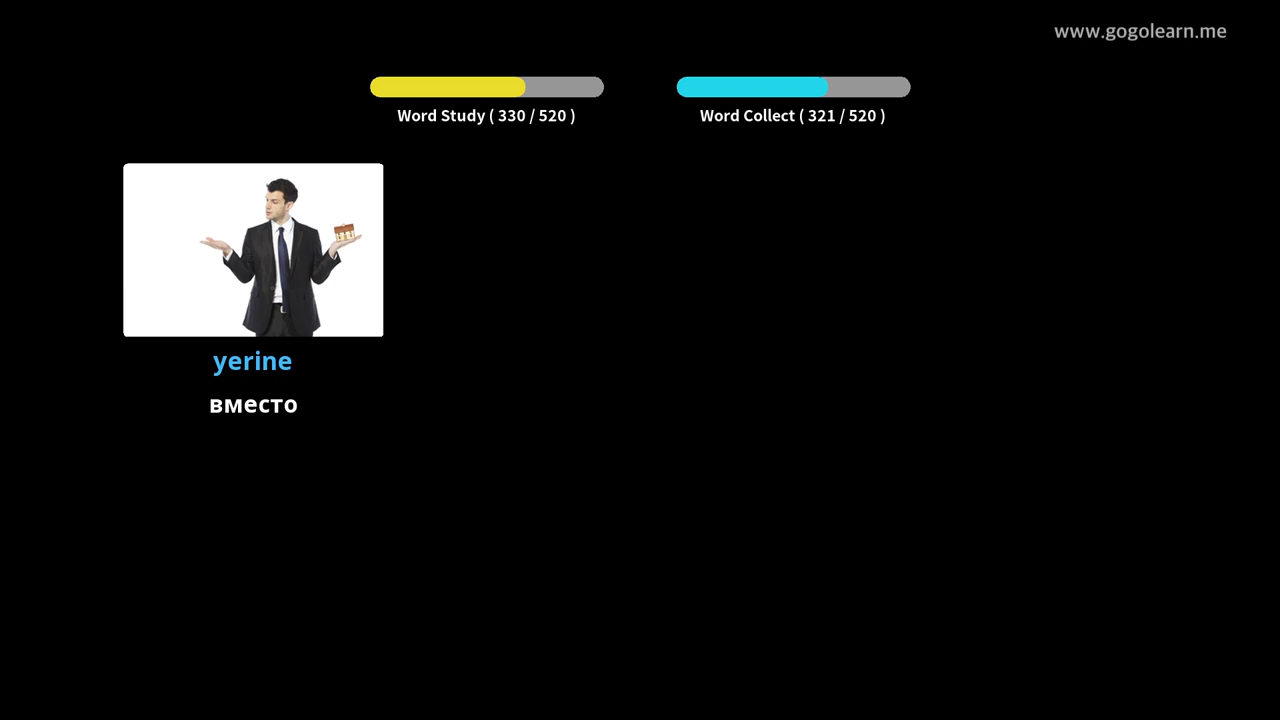 www.gogolearn.me
Word Study ( 330 / 520 )
Word Collect ( 321 / 520 )
yerine
вместо